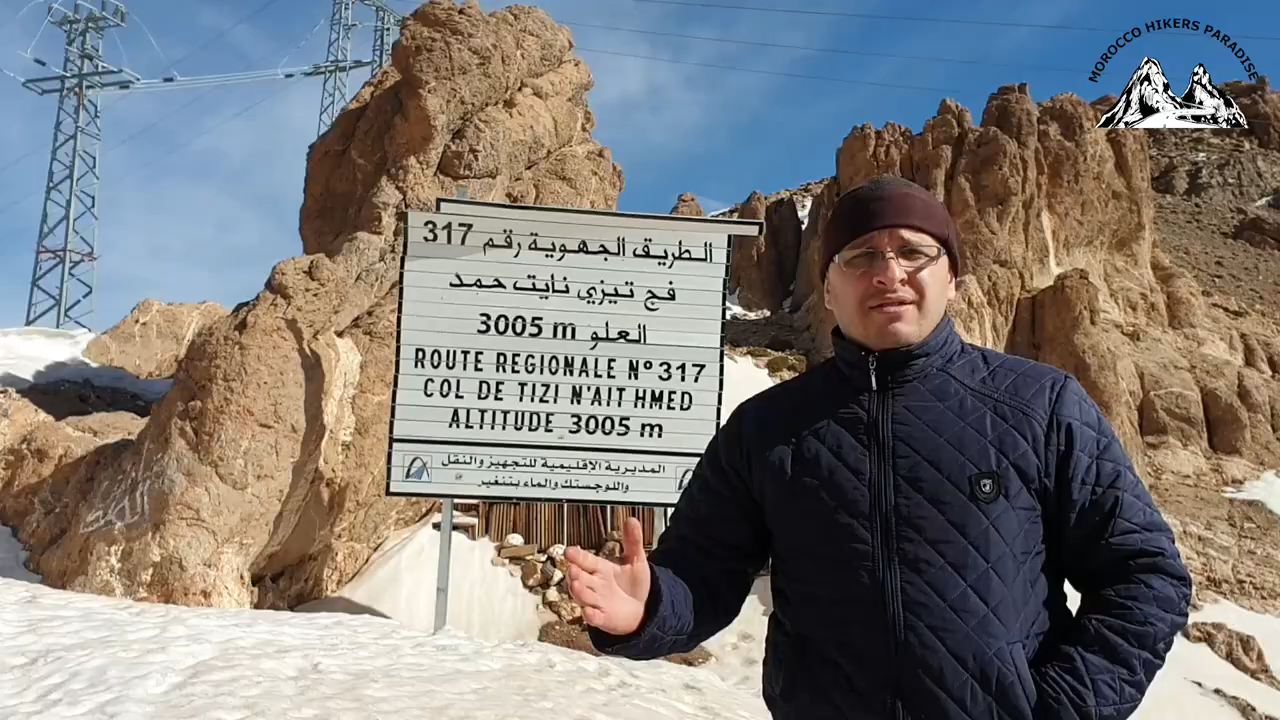 MOROCCO HIKERS PARADISE
الطريق الجهوية رقم 317
فج تيزي نايت حمد
العلو 3005 m
ROUTE REGIONALE N° 317
COL DE TIZI N'AIT HMED
ALTITUDE 3005 m
المديرية الإقليمية للتجهيز والنقل
واللوجستك والماء بتنغير